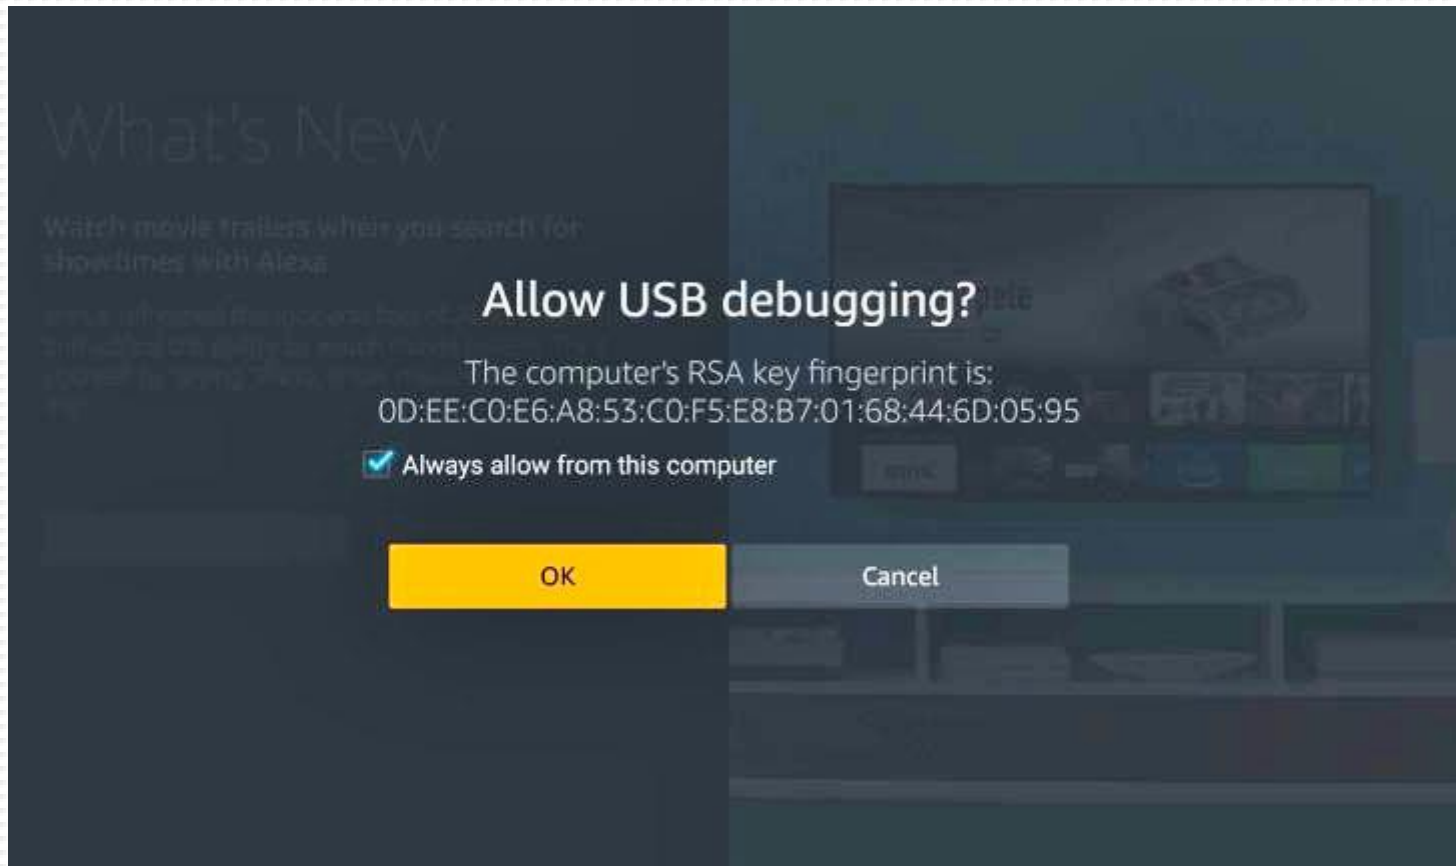 What's New
Watch movie trailers when you search for
showtimes with Alexa
Allow USB debugging?
The computer's RSA key fingerprint is:
0D:EE:C0:E6:A8:53:C0:F5:E8:B7:01:68:44:6D:05:95
Always allow from this computer
OK
Cancel